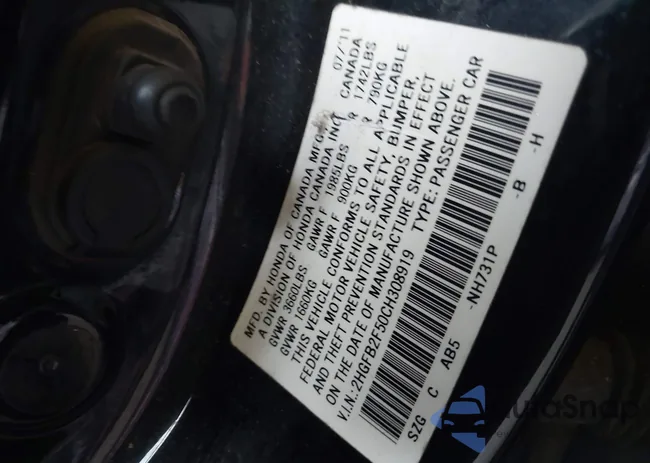 MFD. BY HONDA OF CANADA MFG.
A DIVISION OF HONDA CANADA INC. CANADA 07/11
GVWR 3660LBS GAWR F 1985LBS R 1742LBS
GVWR 1660KG GAWR F 900KG R 790KG
THIS VEHICLE CONFORMS TO ALL APPLICABLE
FEDERAL MOTOR VEHICLE SAFETY, BUMPER,
AND THEFT PREVENTION STANDARDS IN EFFECT
ON THE DATE OF MANUFACTURE SHOWN ABOVE.
V.I.N.:2HGFB2F50CH308919 TYPE: PASSENGER CAR
SZG C AB5 -NH731P -B -H
AutoSnap